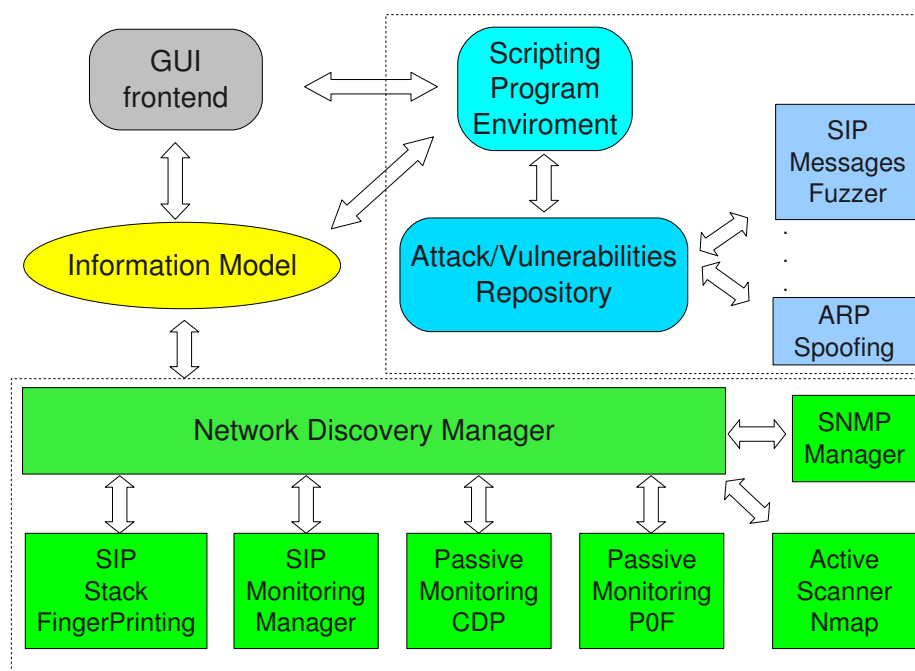 GUI
frontend
Scripting
Program
Enviroment
SIP
Messages
Fuzzer
.
.
.
Information Model
Attack/Vulnerabilities
Repository
ARP
Spoofing
Network Discovery Manager
SNMP
Manager
SIP
Stack
FingerPrinting
SIP
Monitoring
Manager
Passive
Monitoring
CDP
Passive
Monitoring
P0F
Active
Scanner
Nmap